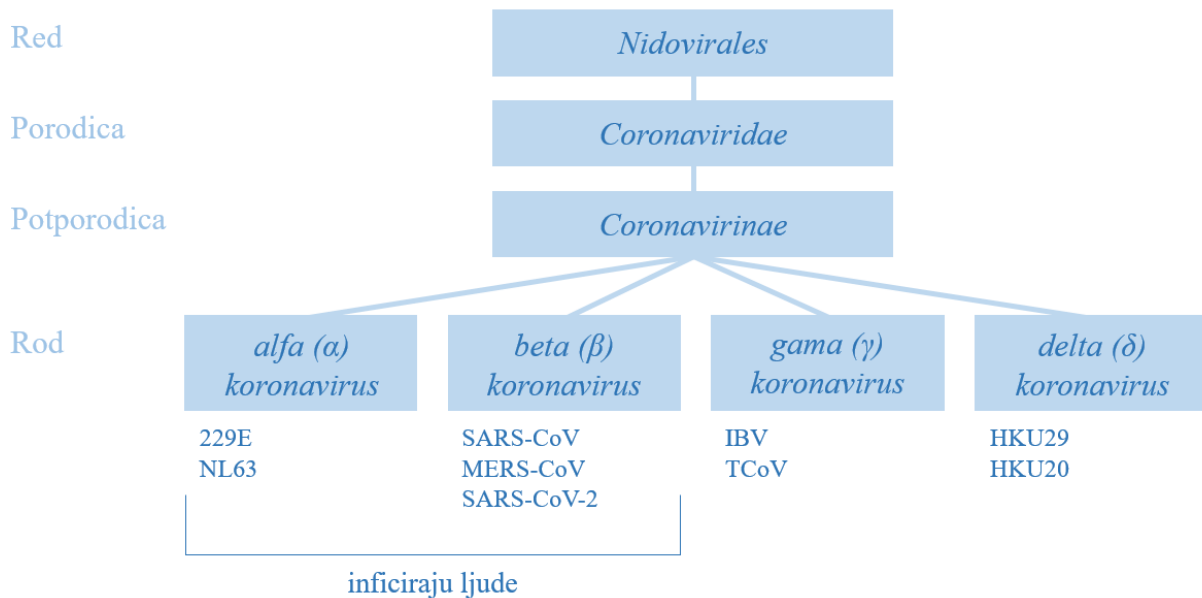 Red
Nidovirales
Porodica
Coronaviridae
Potporodica
Coronavirinae
Rod
alfa (α)
koronavirus
beta (β)
koronavirus
gama (γ)
koronavirus
delta (δ)
koronavirus
229E
NL63
SARS-CoV
MERS-CoV
SARS-CoV-2
IBV
TCoV
HKU29
HKU20
inficiraju ljude